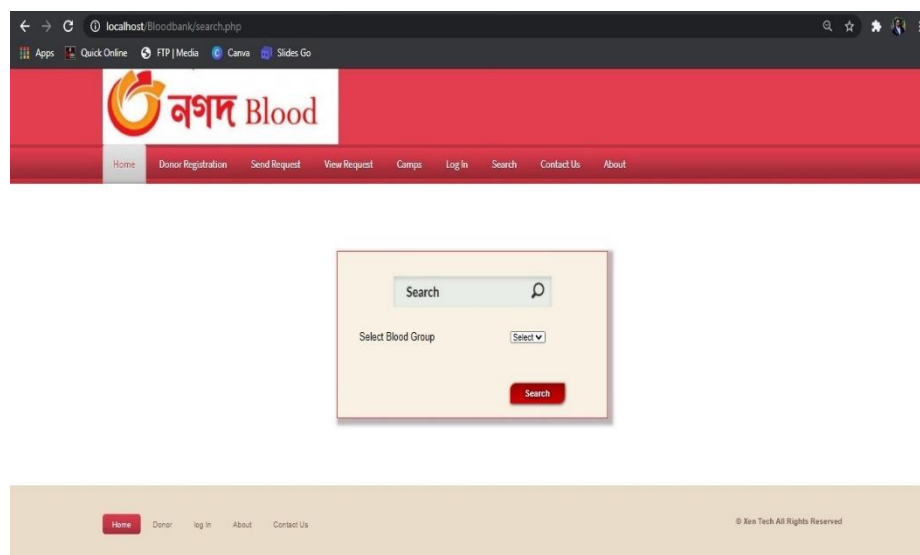 localhost/Bloodbank/search.php
Apps Quick Online FTP | Media Canva Slides Go
নগদ Blood
Home Donor Registration Send Request View Request Camps Log In Search Contact Us About
Search
Select Blood Group Select
Search
Home Donor log in About Contact Us © Xen Tech All Rights Reserved